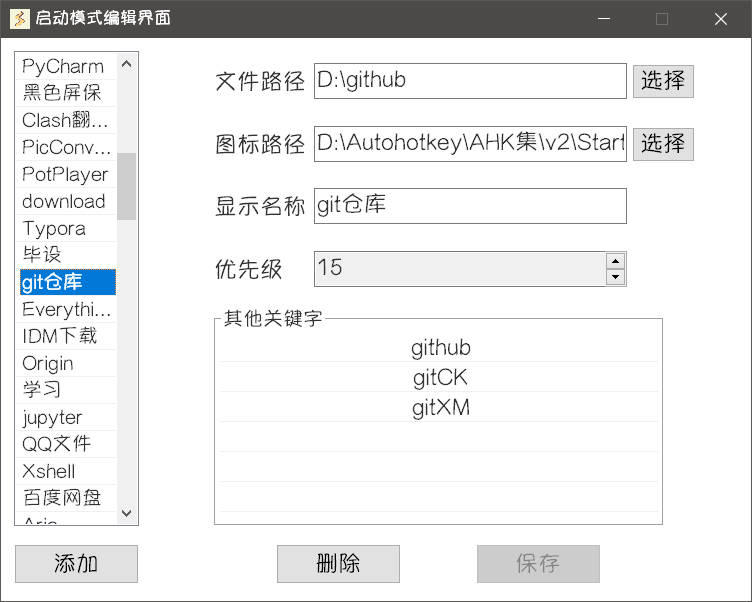 启动模式编辑界面
PyCharm
黑色屏保
Clash翻...
PicConv...
PotPlayer
download
Typora
毕设
git仓库
Everythi...
IDM下载
Origin
学习
jupyter
QQ文件
Xshell
百度网盘
文件路径 D:\github 选择
图标路径 D:\Autohotkey\AHK集\v2\Start 选择
显示名称 git仓库
优先级 15
其他关键字
github
gitCK
gitXM
添加 删除 保存